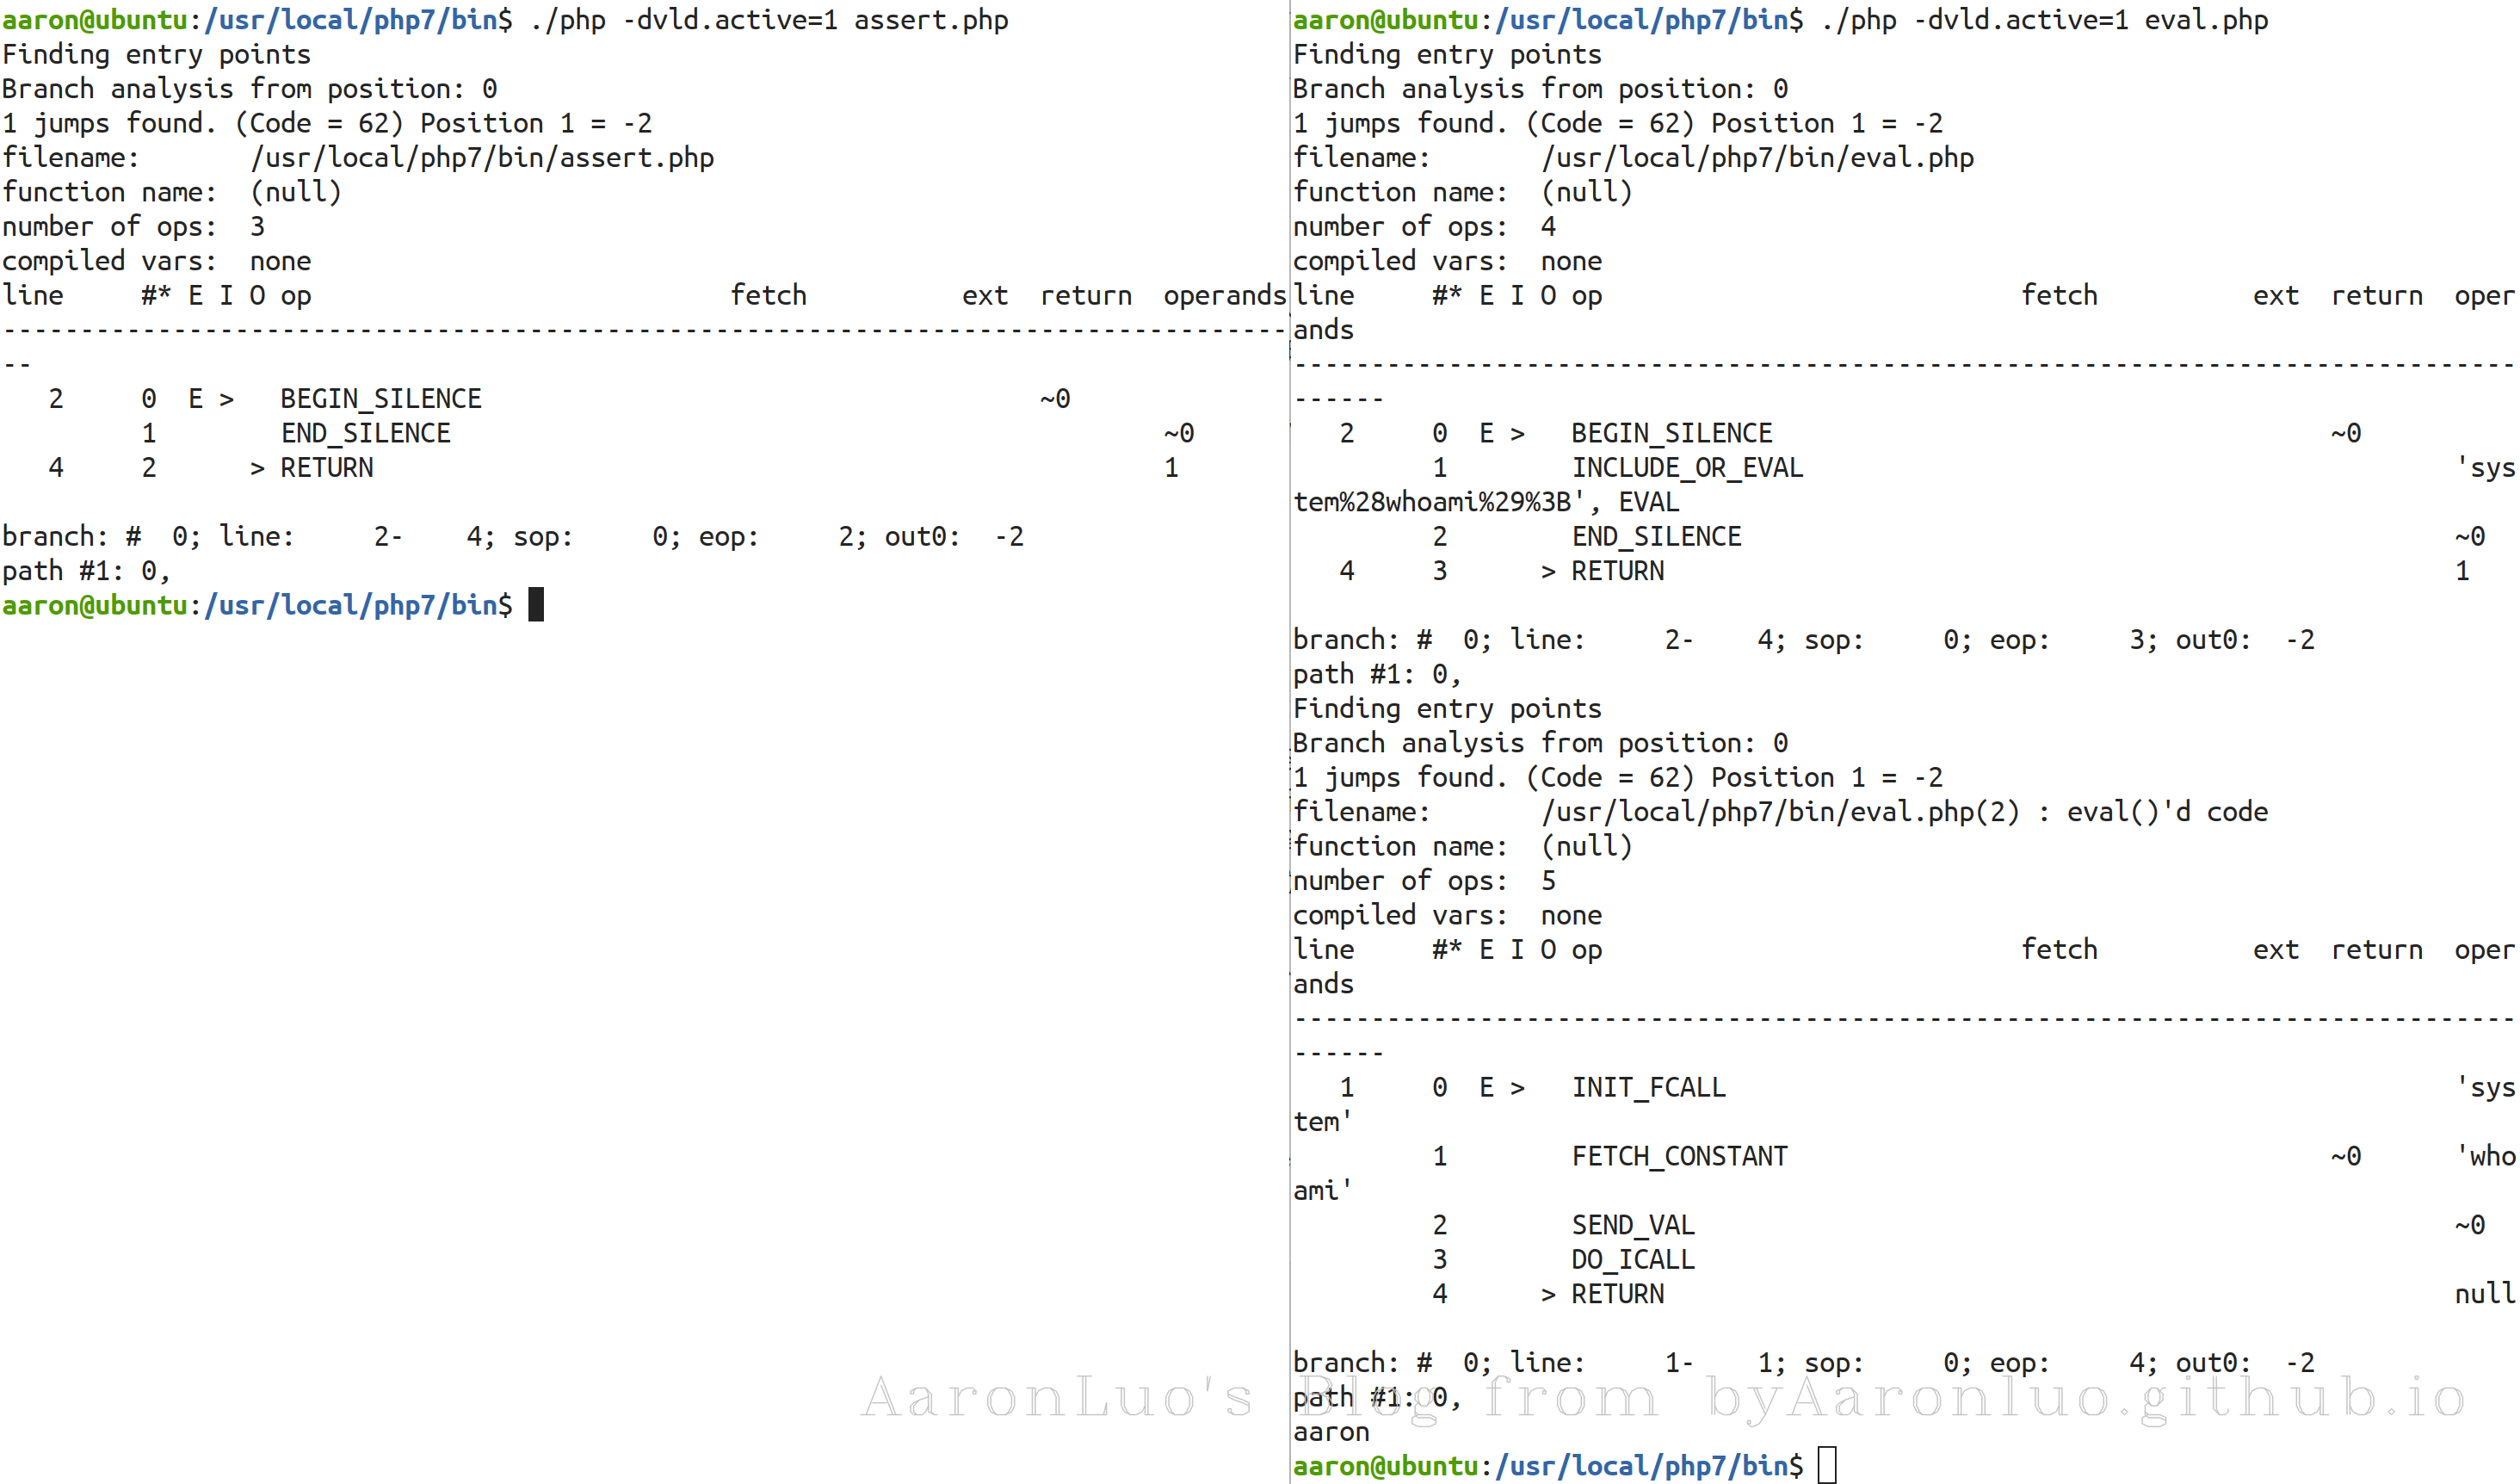 aaron@ubuntu:/usr/local/php7/bin$ ./php -dvld.active=1 assert.php
Finding entry points
Branch analysis from position: 0
1 jumps found. (Code = 62) Position 1 = -2
filename:       /usr/local/php7/bin/assert.php
function name:  (null)
number of ops:  3
compiled vars:  none
line     #* E I O op                           fetch          ext  return  operands
-----------------------------------------------------------------------------------
--
   2     0  E >   BEGIN_SILENCE                                    ~0
         1        END_SILENCE                                              ~0
   4     2      > RETURN                                                   1
branch: #  0; line:     2-    4; sop:     0; eop:     2; out0:  -2
path #1: 0,
aaron@ubuntu:/usr/local/php7/bin$
aaron@ubuntu:/usr/local/php7/bin$ ./php -dvld.active=1 eval.php
Finding entry points
Branch analysis from position: 0
1 jumps found. (Code = 62) Position 1 = -2
filename:       /usr/local/php7/bin/eval.php
function name:  (null)
number of ops:  4
compiled vars:  none
line     #* E I O op                           fetch          ext  return  oper
ands
-------------------------------------------------------------------------------
------
   2     0  E >   BEGIN_SILENCE                                    ~0
         1        INCLUDE_OR_EVAL                                          'sys
tem%28whoami%29%3B', EVAL
         2        END_SILENCE                                              ~0
   4     3      > RETURN                                                   1
branch: #  0; line:     2-    4; sop:     0; eop:     3; out0:  -2
path #1: 0,
Finding entry points
Branch analysis from position: 0
1 jumps found. (Code = 62) Position 1 = -2
filename:       /usr/local/php7/bin/eval.php(2) : eval()'d code
function name:  (null)
number of ops:  5
compiled vars:  none
line     #* E I O op                           fetch          ext  return  oper
ands
-------------------------------------------------------------------------------
------
   1     0  E >   INIT_FCALL                                               'sys
tem'
         1        FETCH_CONSTANT                                   ~0      'who
ami'
         2        SEND_VAL                                                 ~0
         3        DO_ICALL
         4      > RETURN                                                   null
branch: #  0; line:     1-    1; sop:     0; eop:     4; out0:  -2
path #1: 0,
aaron
aaron@ubuntu:/usr/local/php7/bin$
AaronLuo's Blog from byAaronluo.github.io